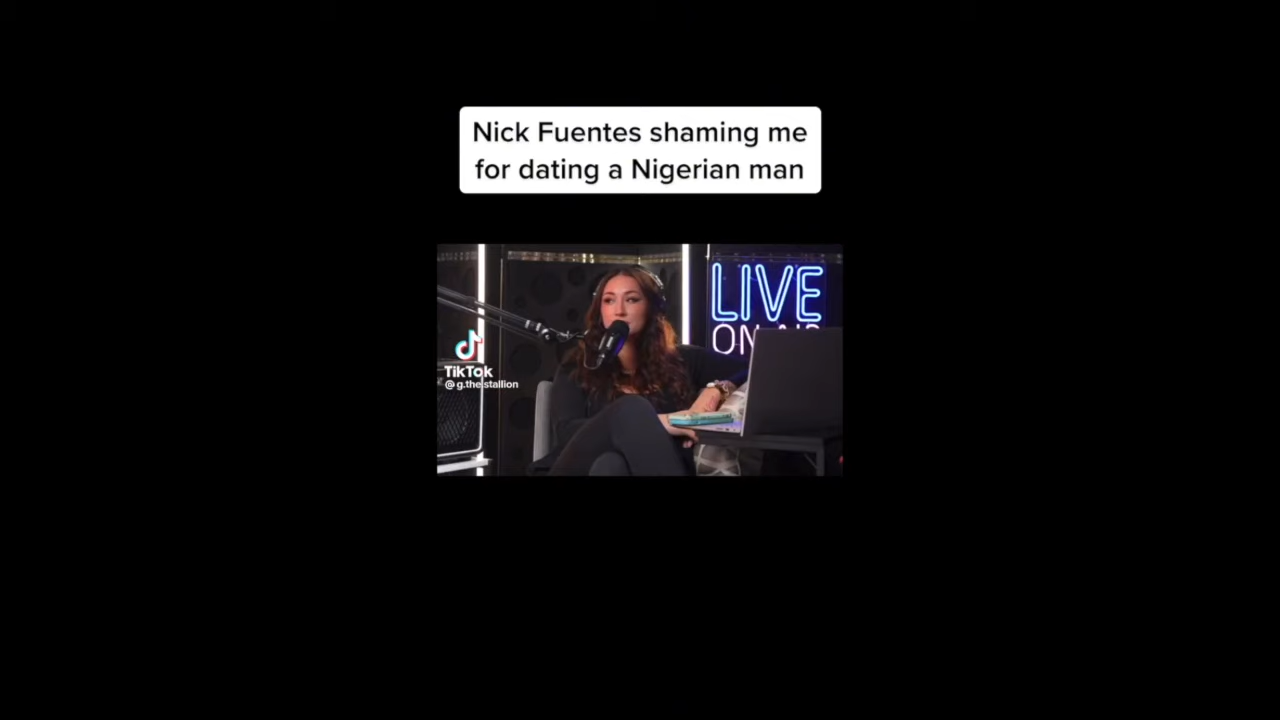 Nick Fuentes shaming me
for dating a Nigerian man
LIVE
TikTok
@g.the.stallion